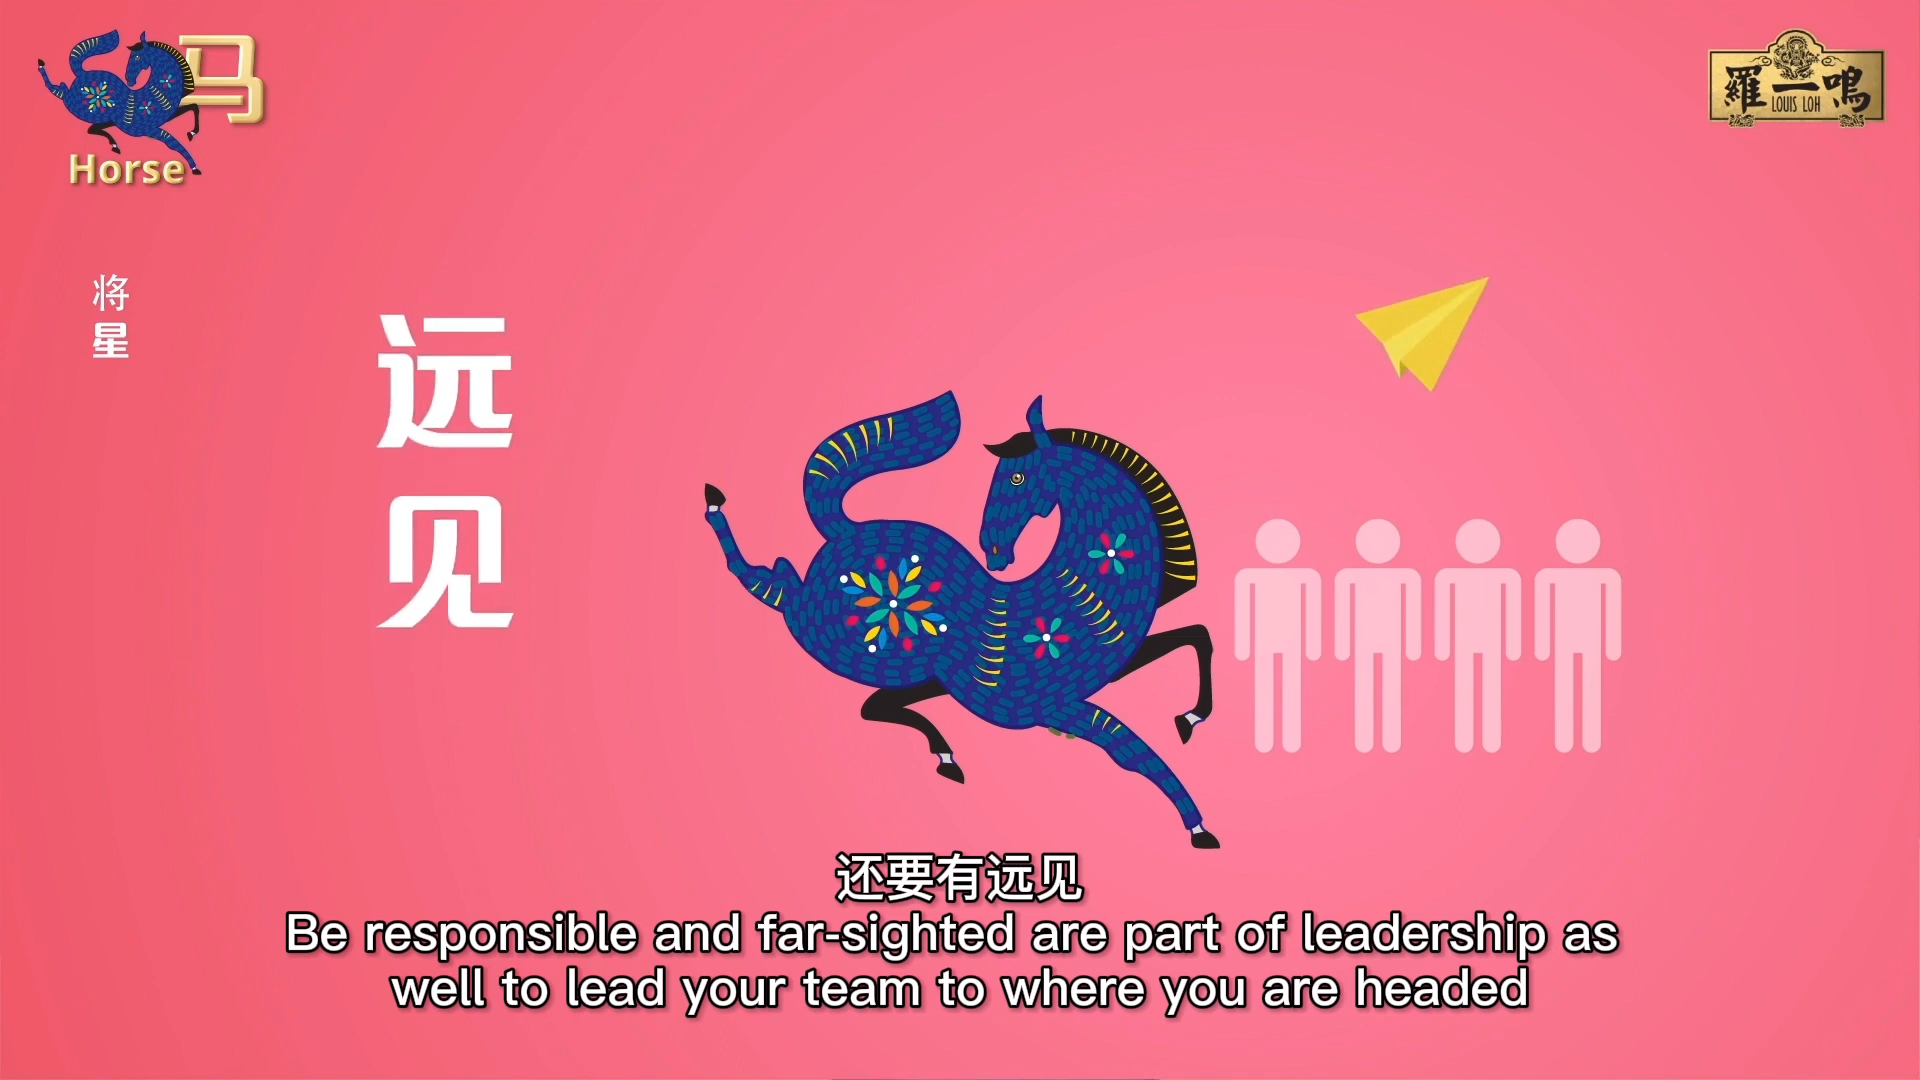 马
Horse
羅一鳴
LOUIS LOH
将星
远见
还要有远见
Be responsible and far-sighted are part of leadership as
well to lead your team to where you are headed